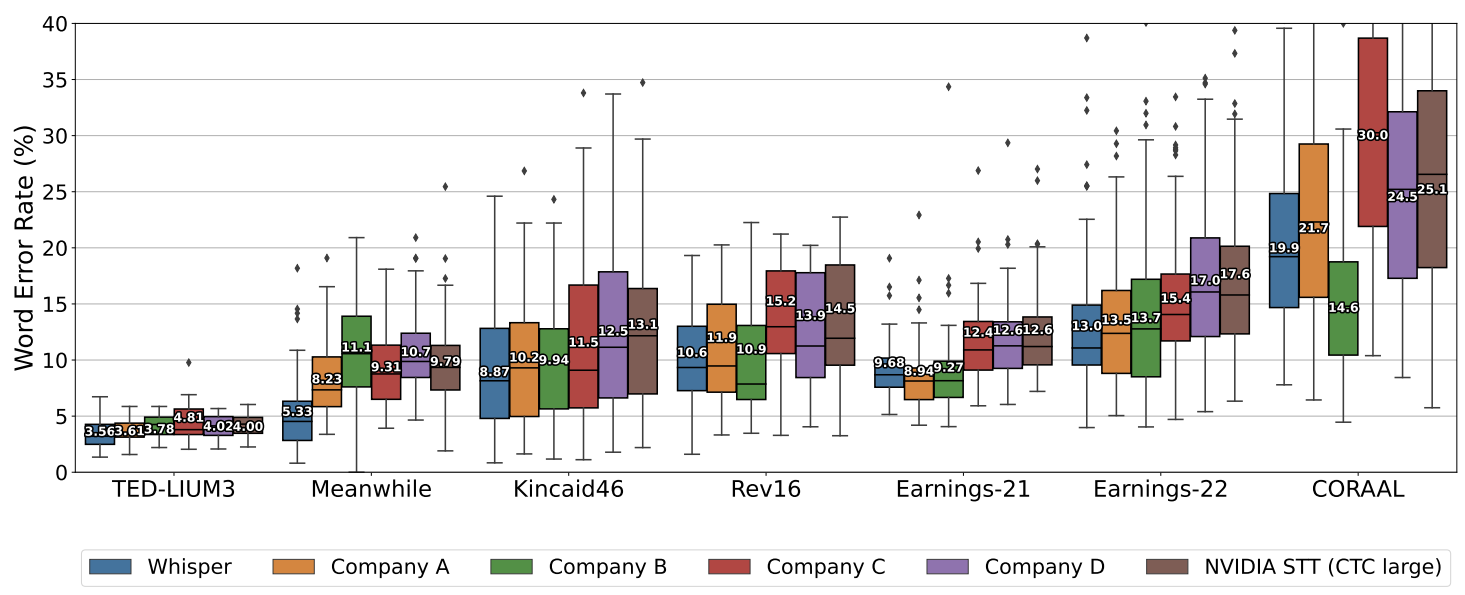 Word Error Rate (%)
40
35
30
25
20
15
10
5
0
3.56 3.61 3.78 4.81 4.02 4.00
5.33 8.23 11.1 9.31 10.7 9.79
8.87 10.2 9.94 11.5 12.5 13.1
10.6 11.9 10.9 15.2 13.9 14.5
9.68 8.94 9.27 12.4 12.6 12.6
13.0 13.5 13.7 15.4 17.0 17.6
19.9 21.7 14.6 30.0 24.5 25.1
TED-LIUM3 Meanwhile Kincaid46 Rev16 Earnings-21 Earnings-22 CORAAL
Whisper Company A Company B Company C Company D NVIDIA STT (CTC large)